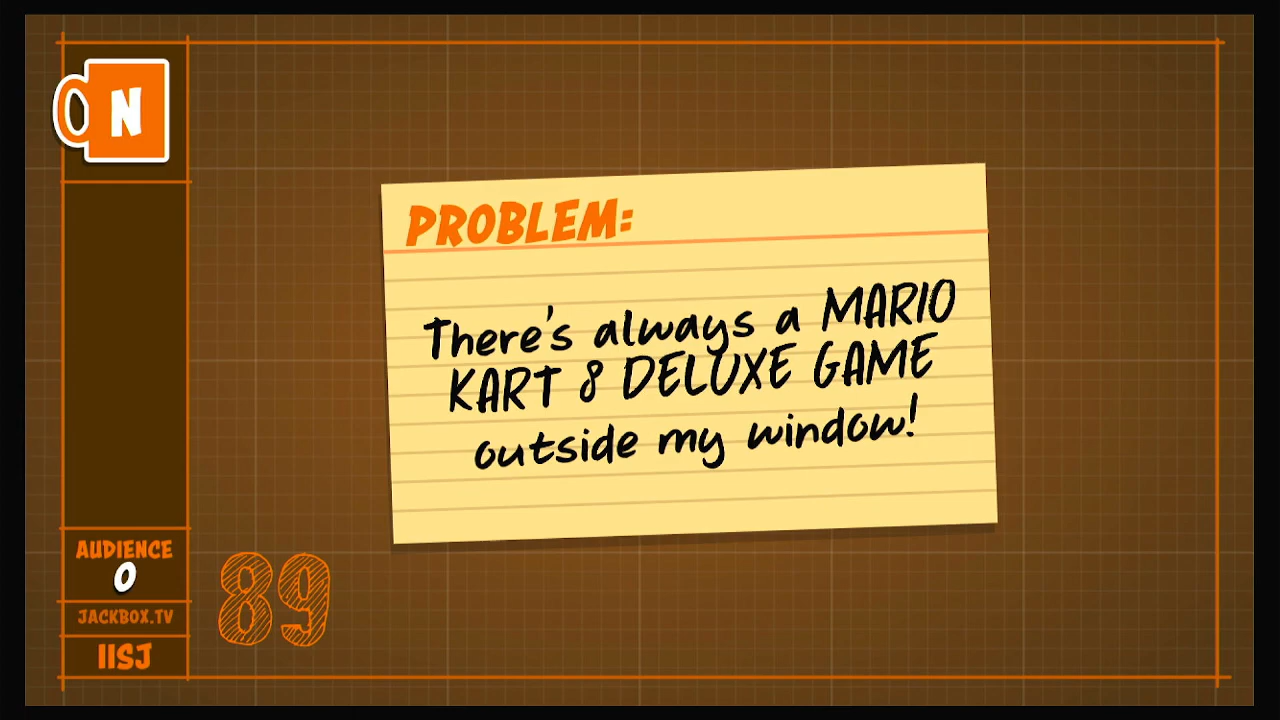 N
PROBLEM:
There's always a MARIO
KART 8 DELUXE GAME
outside my window!
AUDIENCE
0
JACKBOX.TV
IISJ
89